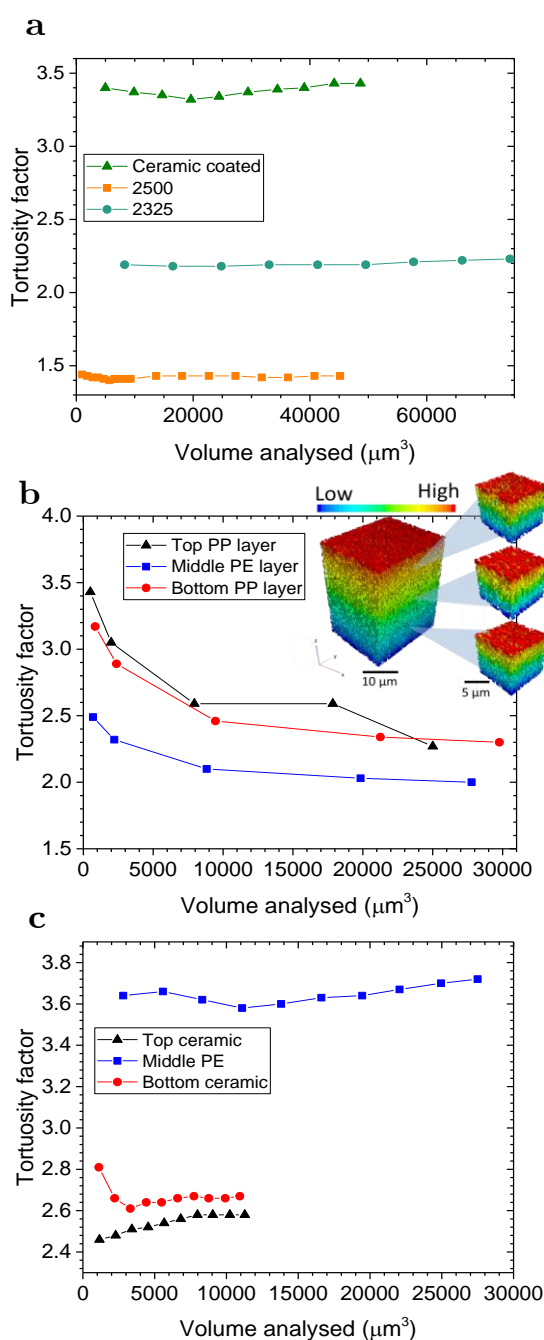 a
3.5
3.0
2.5
2.0
1.5
Tortuosity factor
Ceramic coated
2500
2325
0 20000 40000 60000
Volume analysed (μm³)
b
Low High
4.0
3.5
3.0
2.5
2.0
1.5
Tortuosity factor
Top PP layer
Middle PE layer
Bottom PP layer
10 μm
5 μm
0 5000 10000 15000 20000 25000 30000
Volume analysed (μm³)
c
3.8
3.6
3.4
3.2
3.0
2.8
2.6
2.4
Tortuosity factor
Top ceramic
Middle PE
Bottom ceramic
0 5000 10000 15000 20000 25000 30000
Volume analysed (μm³)